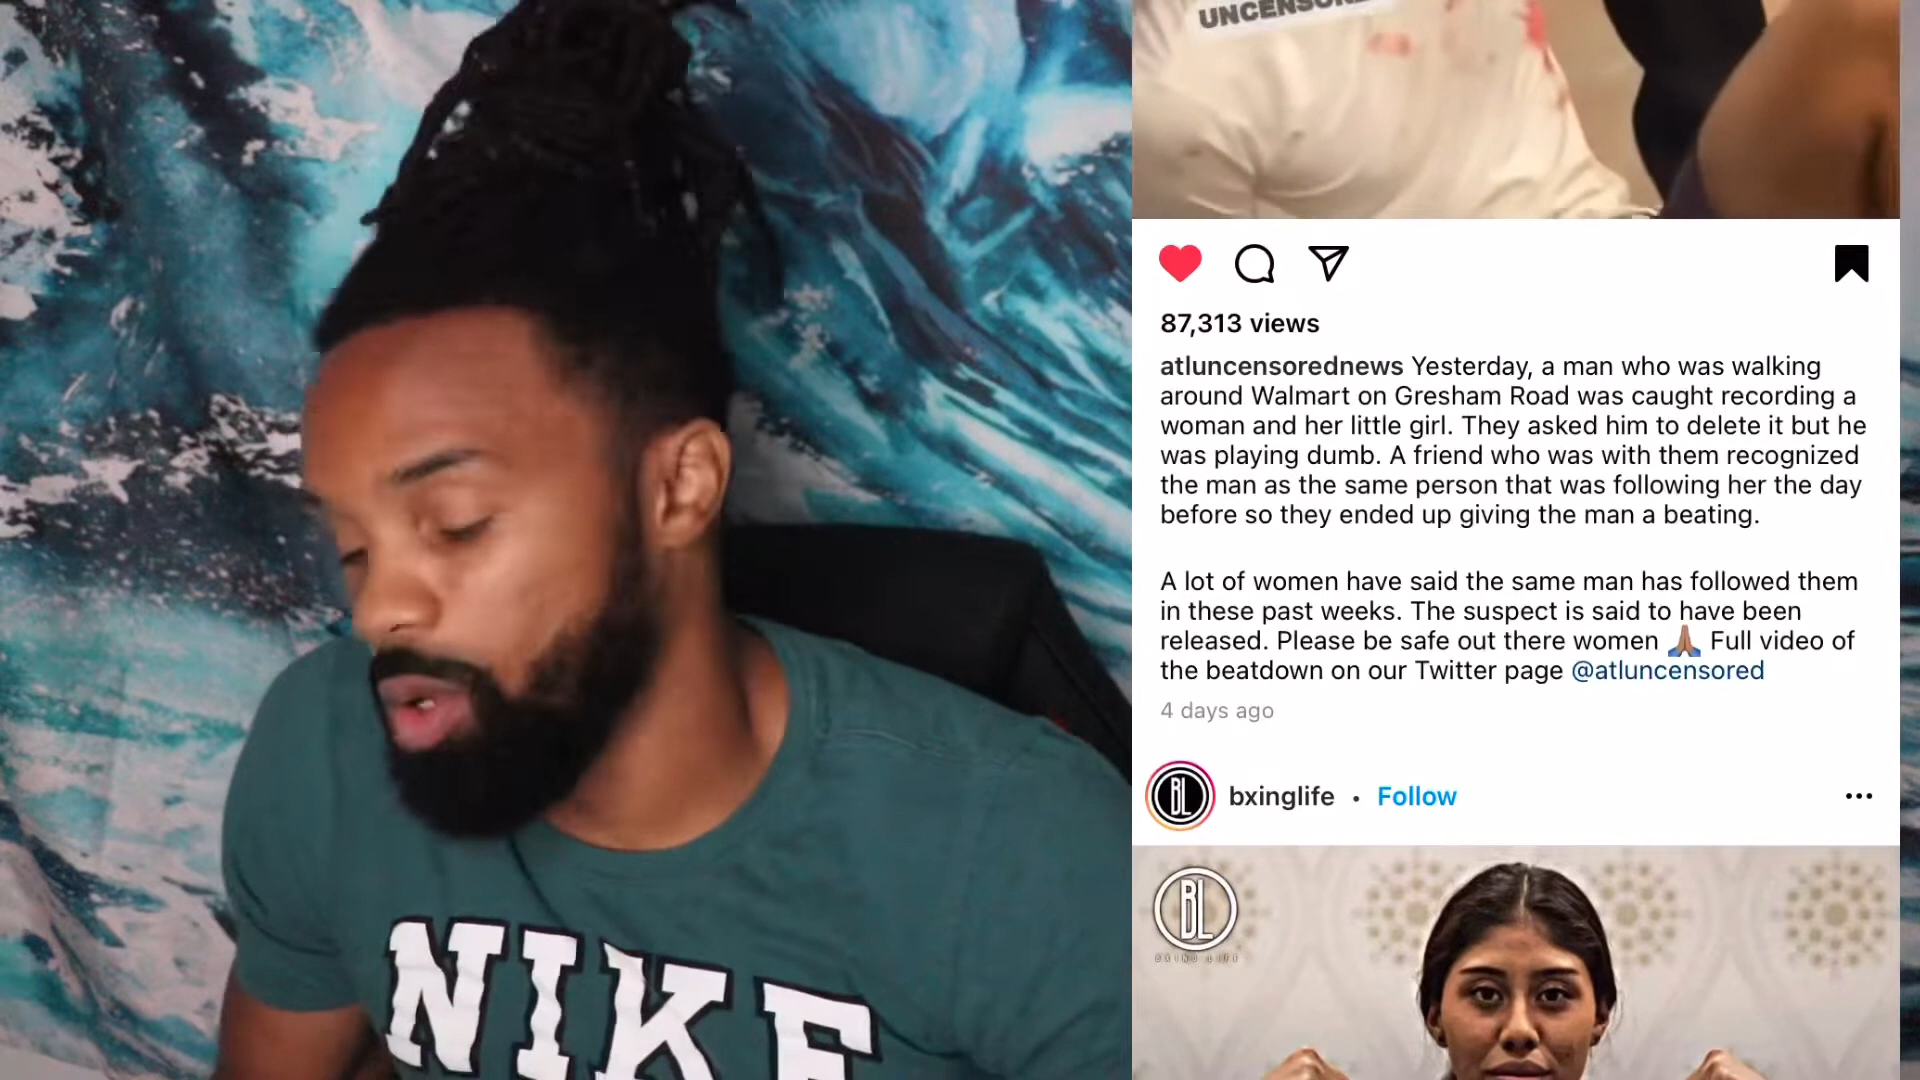 UNCENSORE
87,313 views
atluncensorednews Yesterday, a man who was walking
around Walmart on Gresham Road was caught recording a
woman and her little girl. They asked him to delete it but he
was playing dumb. A friend who was with them recognized
the man as the same person that was following her the day
before so they ended up giving the man a beating.
A lot of women have said the same man has followed them
in these past weeks. The suspect is said to have been
released. Please be safe out there women 🙏🏽 Full video of
the beatdown on our Twitter page @atluncensored
4 days ago
BL
bxinglife • Follow
BL
BXING LIFE
NIKE